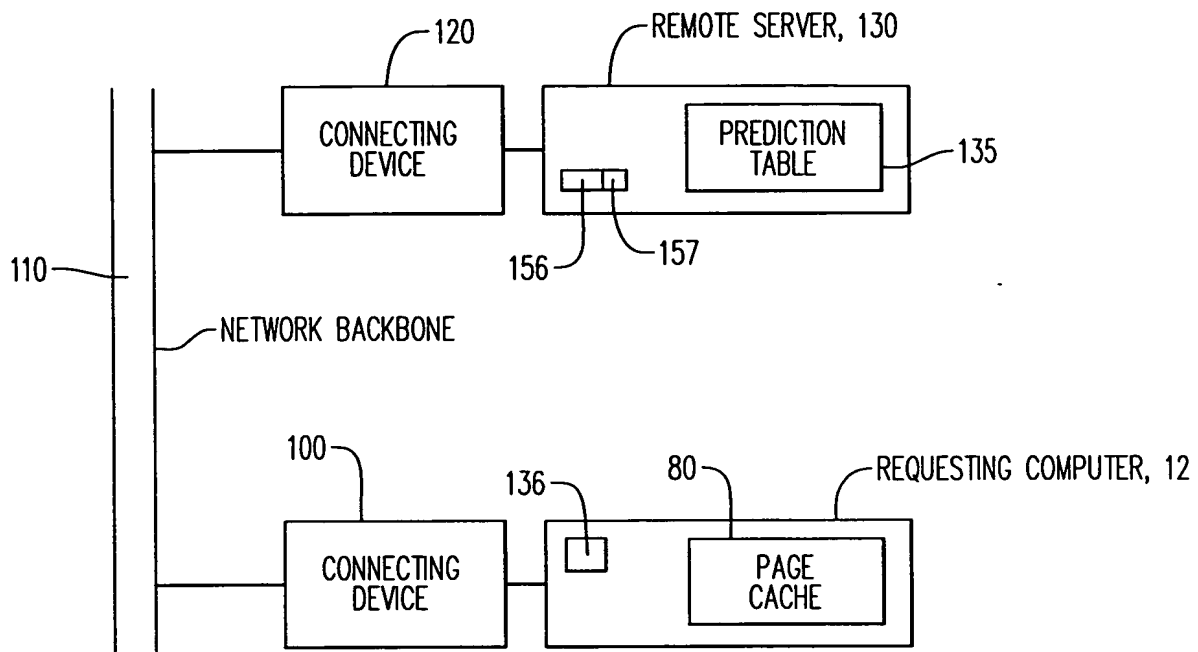 120
REMOTE SERVER, 130
CONNECTING
DEVICE
PREDICTION
TABLE
135
156
157
110
NETWORK BACKBONE
100
136
80
REQUESTING COMPUTER, 12
CONNECTING
DEVICE
PAGE
CACHE